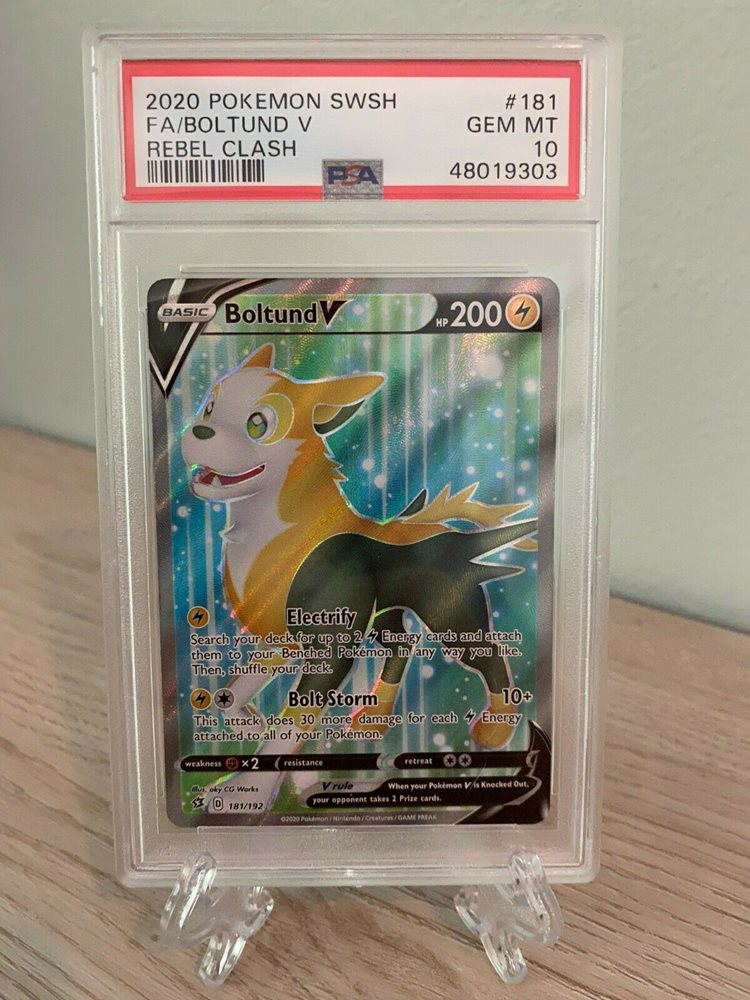 2020 POKEMON SWSH #181
FA/BOLTUND V GEM MT
REBEL CLASH 10
PSA 48019303
BASIC Boltund V HP 200
Electrify
Search your deck for up to 2 Energy cards and attach
them to your Benched Pokémon in any way you like.
Then, shuffle your deck.
Bolt Storm 10+
This attack does 30 more damage for each Energy
attached to all of your Pokémon.
weakness ×2 resistance retreat
V rule When your Pokémon V is Knocked Out,
your opponent takes 2 Prize cards.
Illus. aky CG Works
D 181/192
©2020 Pokémon / Nintendo / Creatures / GAME FREAK